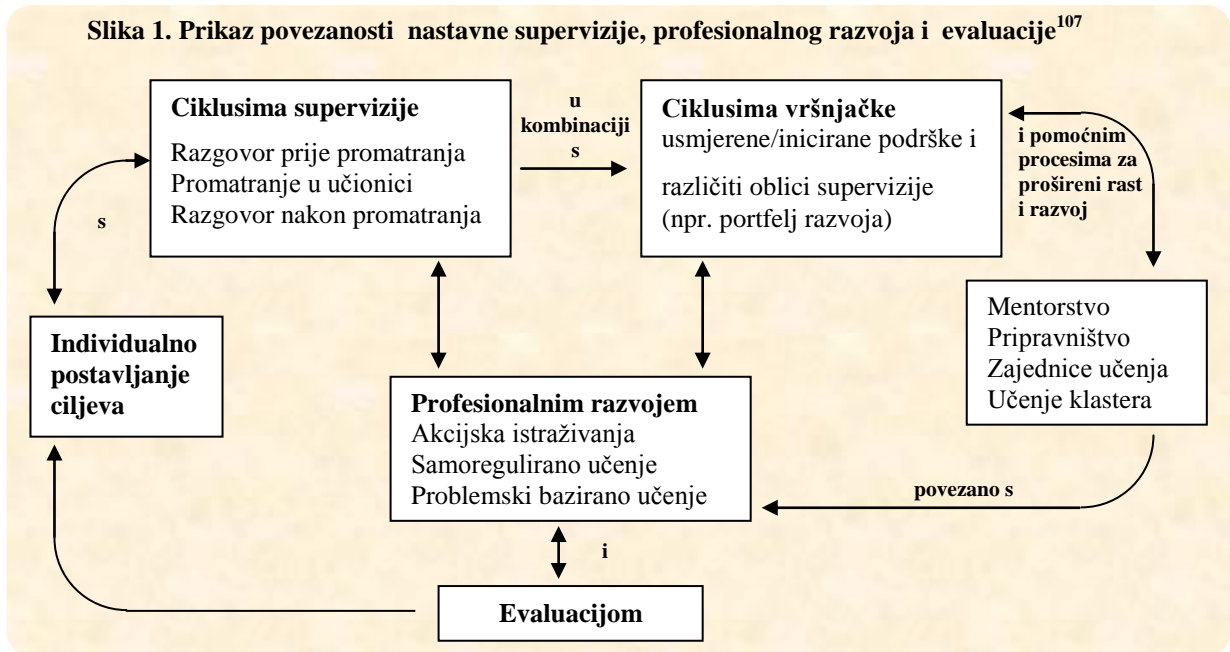 Slika 1. Prikaz povezanosti nastavne supervizije, profesionalnog razvoja i evaluacije107
Ciklusima supervizije
Razgovor prije promatranja
Promatranje u učionici
Razgovor nakon promatranja
u
kombinaciji
s
Ciklusima vršnjačke
usmjerene/inicirane podrške i
različiti oblici supervizije
(npr. portfelj razvoja)
i pomoćnim
procesima za
prošireni rast
i razvoj
s
Individualno
postavljanje
ciljeva
Mentorstvo
Pripravništvo
Zajednice učenja
Učenje klastera
Profesionalnim razvojem
Akcijska istraživanja
Samoregulirano učenje
Problemski bazirano učenje
povezano s
i
Evaluacijom